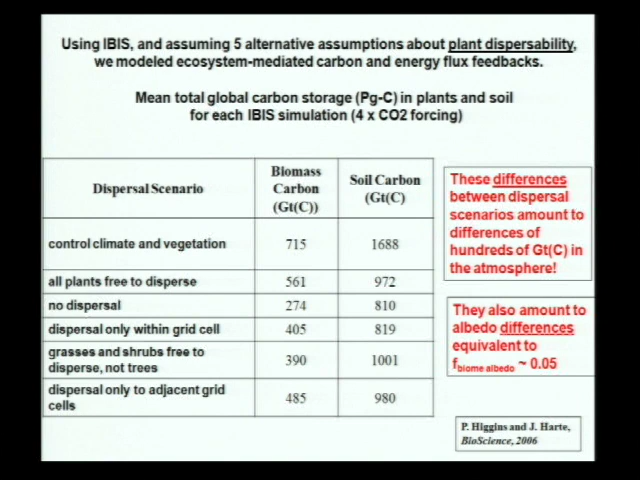 Using IBIS, and assuming 5 alternative assumptions about plant dispersability,
we modeled ecosystem-mediated carbon and energy flux feedbacks.
Mean total global carbon storage (Pg-C) in plants and soil
for each IBIS simulation (4 x CO2 forcing)
Dispersal Scenario
Biomass
Carbon
(Gt(C))
Soil Carbon
(Gt(C)
control climate and vegetation 715 1688
all plants free to disperse 561 972
no dispersal 274 810
dispersal only within grid cell 405 819
grasses and shrubs free to
disperse, not trees 390 1001
dispersal only to adjacent grid
cells 485 980
These differences
between dispersal
scenarios amount to
differences of
hundreds of Gt(C) in
the atmosphere!
They also amount to
albedo differences
equivalent to
fbiome albedo ~ 0.05
P. Higgins and J. Harte,
BioScience, 2006